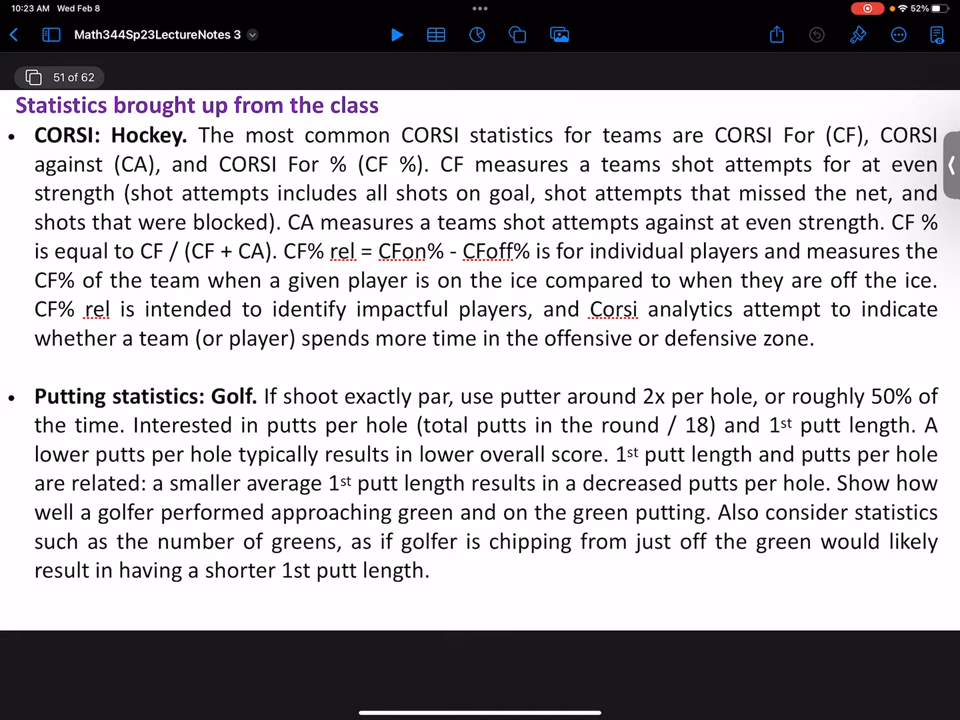 10:23 AM Wed Feb 8
52%
Math344Sp23LectureNotes 3
51 of 62
Statistics brought up from the class
• CORSI: Hockey. The most common CORSI statistics for teams are CORSI For (CF), CORSI
against (CA), and CORSI For % (CF %). CF measures a teams shot attempts for at even
strength (shot attempts includes all shots on goal, shot attempts that missed the net, and
shots that were blocked). CA measures a teams shot attempts against at even strength. CF %
is equal to CF / (CF + CA). CF% rel = CFon% - CFoff% is for individual players and measures the
CF% of the team when a given player is on the ice compared to when they are off the ice.
CF% rel is intended to identify impactful players, and Corsi analytics attempt to indicate
whether a team (or player) spends more time in the offensive or defensive zone.
• Putting statistics: Golf. If shoot exactly par, use putter around 2x per hole, or roughly 50% of
the time. Interested in putts per hole (total putts in the round / 18) and 1st putt length. A
lower putts per hole typically results in lower overall score. 1st putt length and putts per hole
are related: a smaller average 1st putt length results in a decreased putts per hole. Show how
well a golfer performed approaching green and on the green putting. Also consider statistics
such as the number of greens, as if golfer is chipping from just off the green would likely
result in having a shorter 1st putt length.